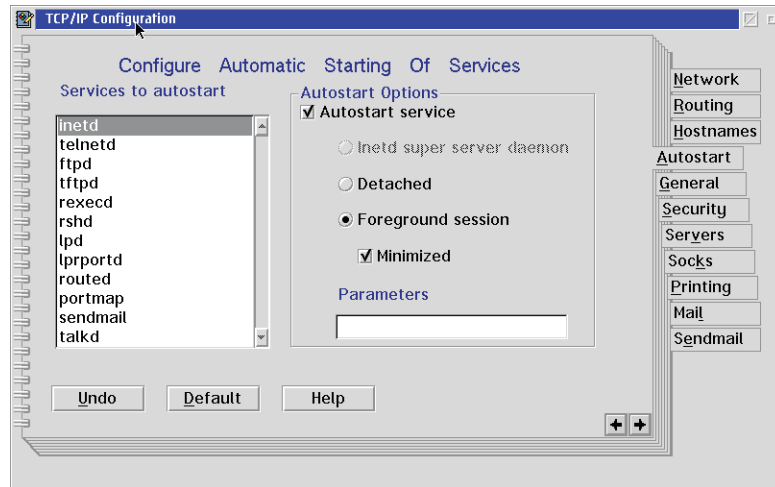 TCP/IP Configuration
Configure Automatic Starting Of Services
Services to autostart
inetd
telnetd
ftpd
tftpd
rexecd
rshd
lpd
lprportd
routed
portmap
sendmail
talkd
Autostart Options
Autostart service
Inetd super server daemon
Detached
Foreground session
Minimized
Parameters
Undo
Default
Help
Network
Routing
Hostnames
Autostart
General
Security
Servers
Socks
Printing
Mail
Sendmail